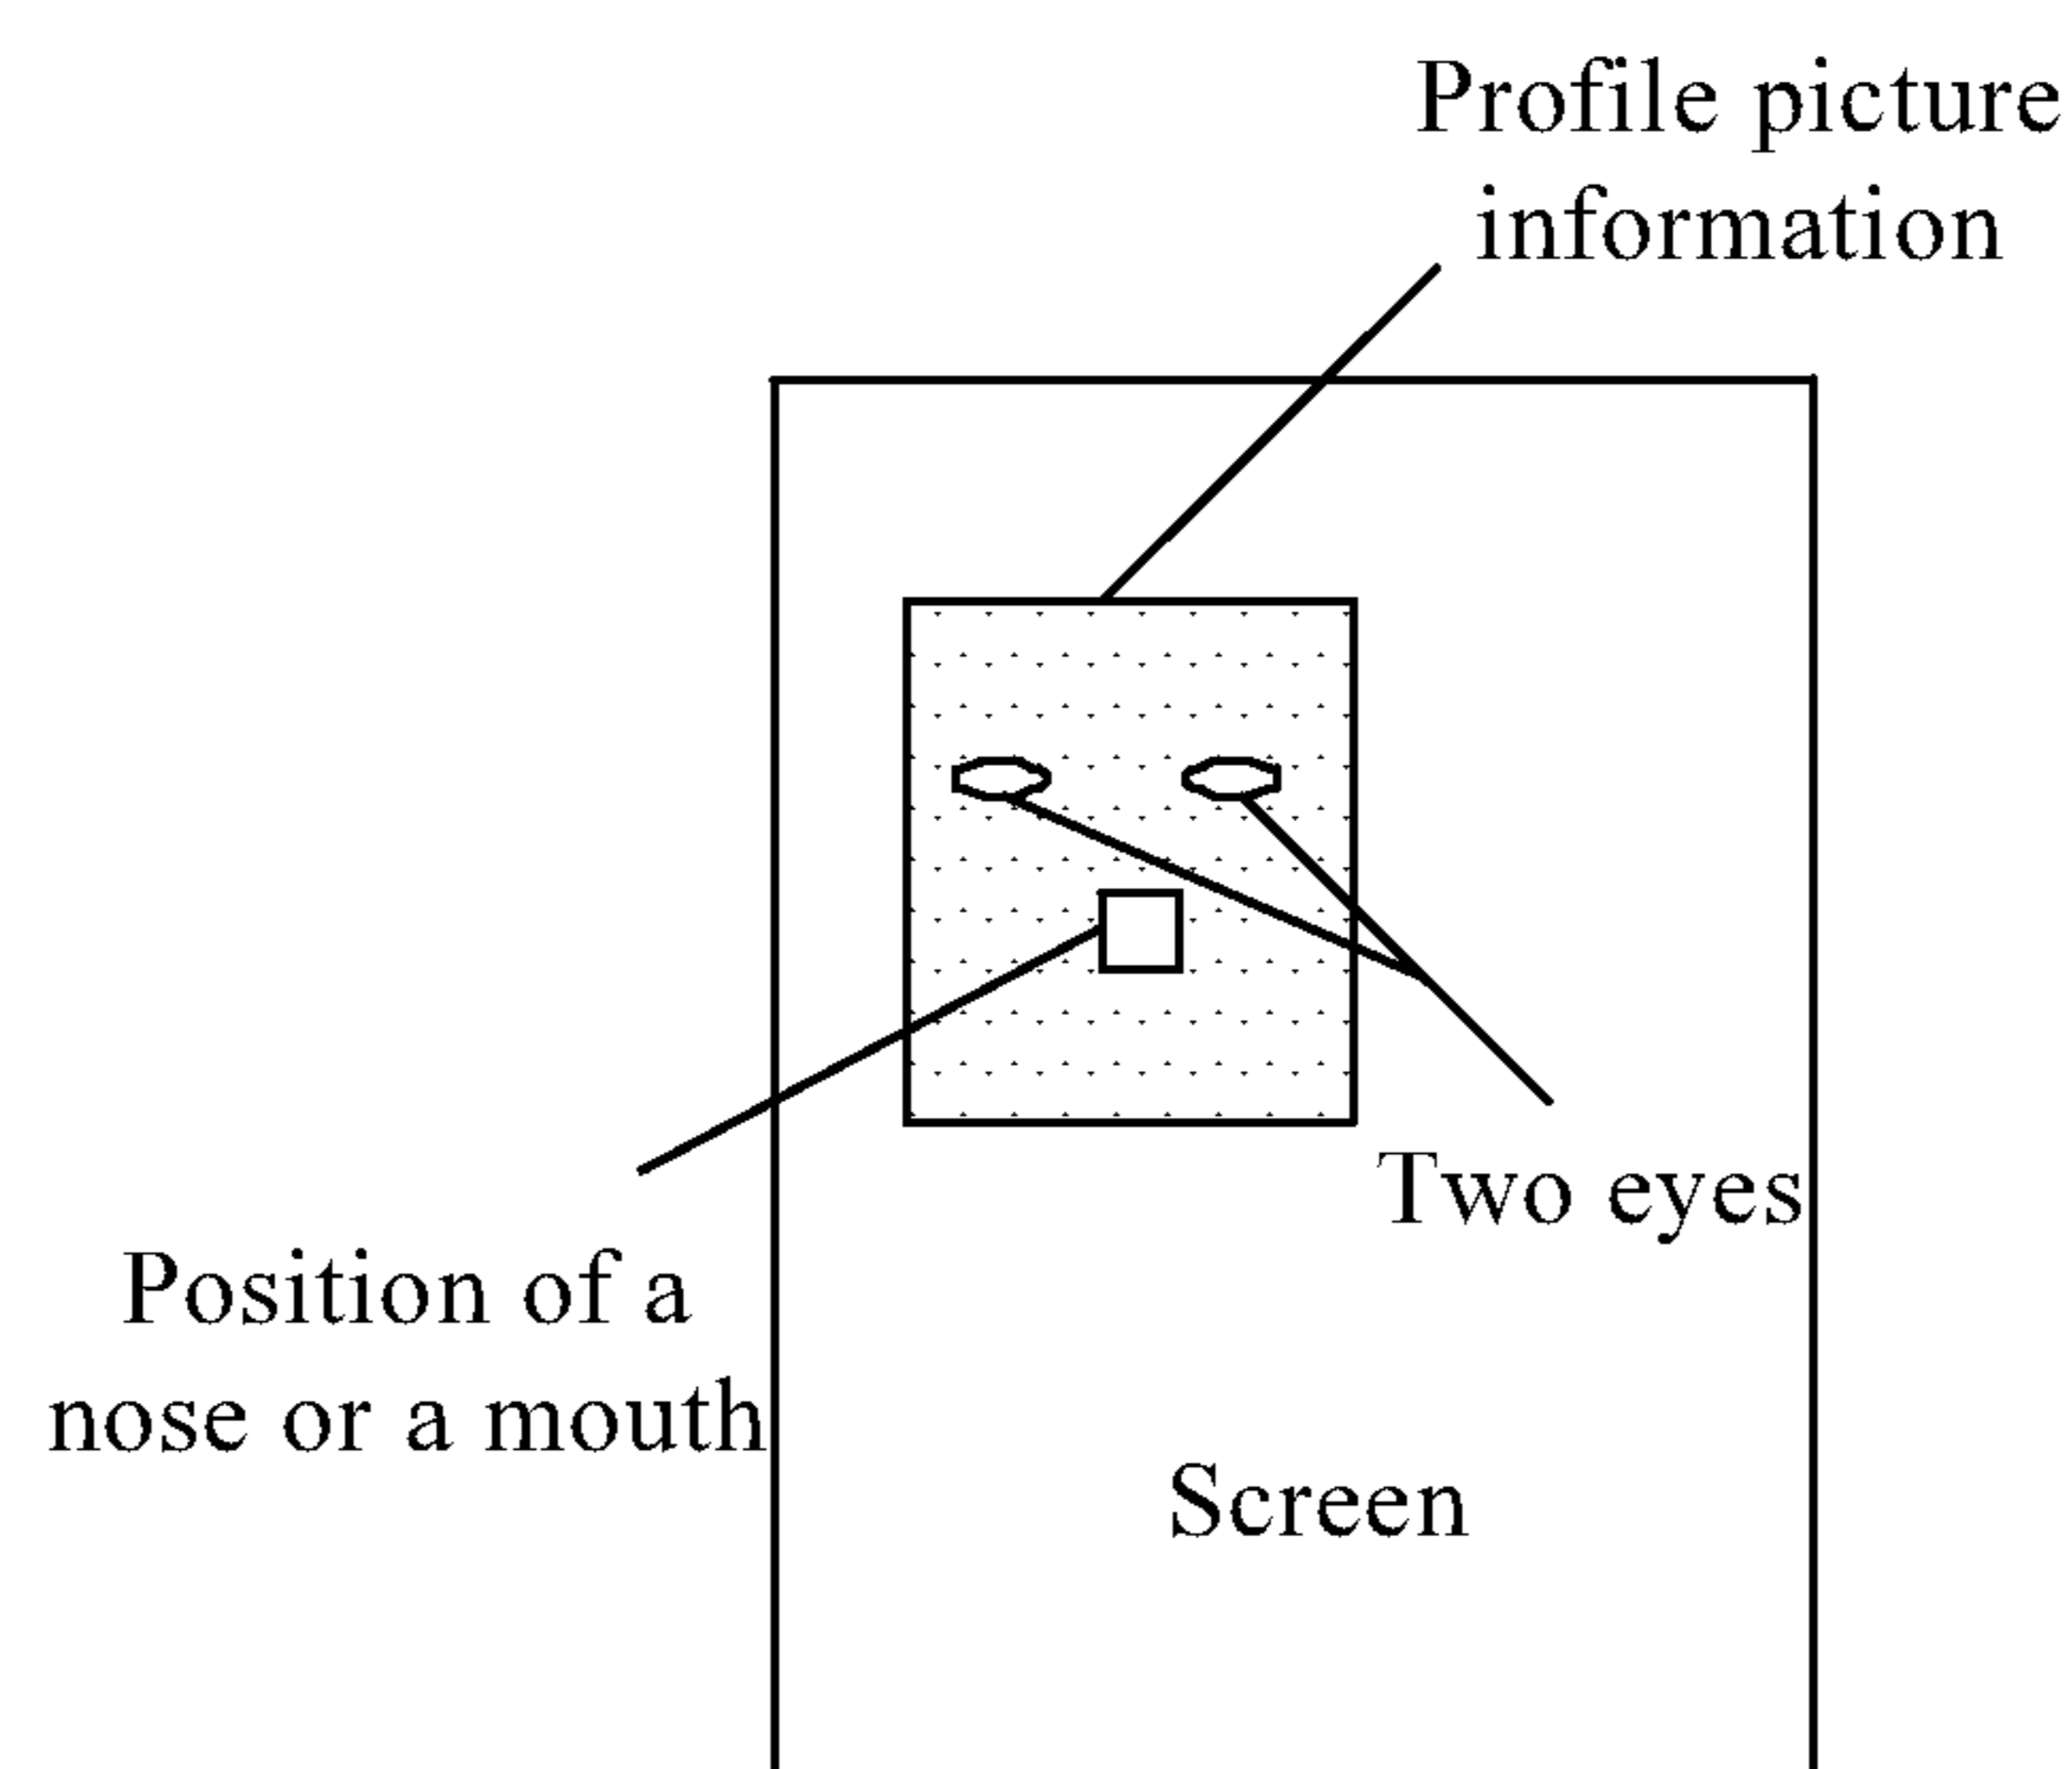 Profile picture
information
Two eyes
Position of a
nose or a mouth
Screen